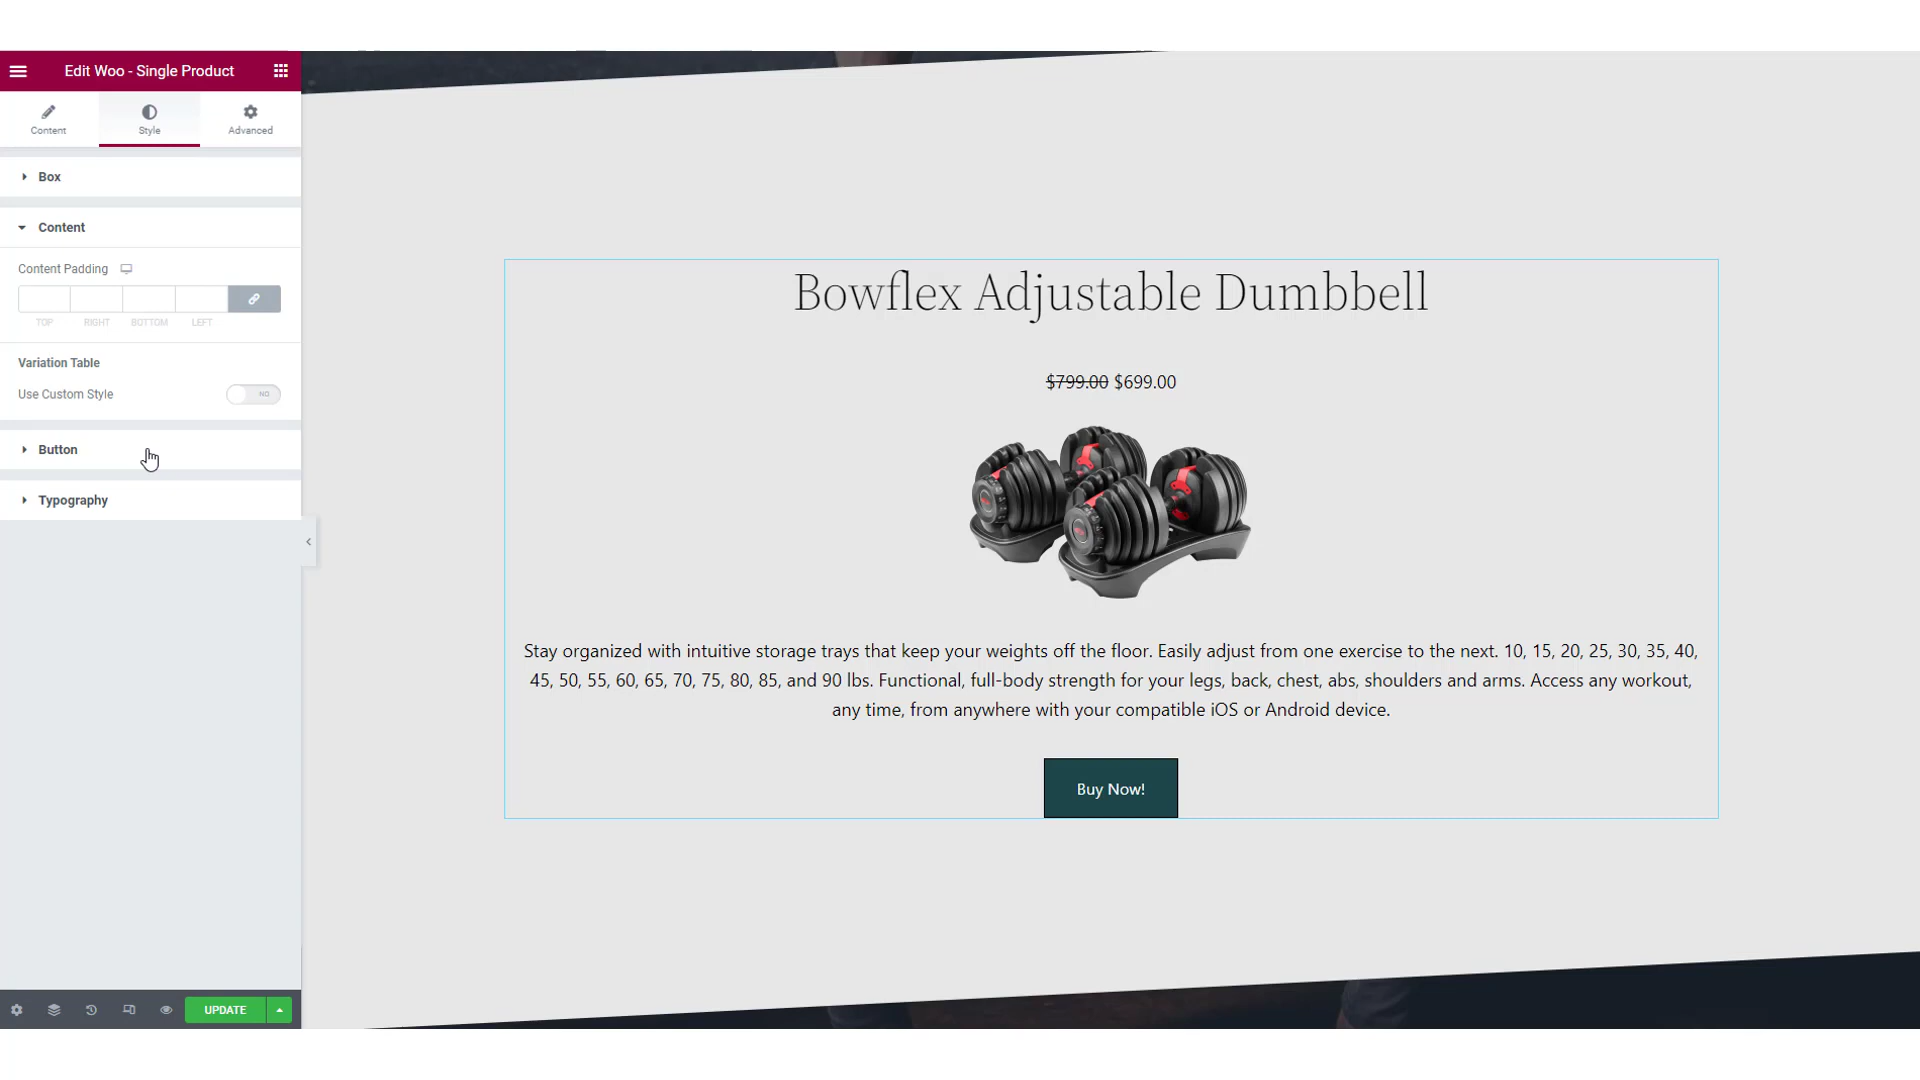 Edit Woo - Single Product
Content
Style
Advanced
Box
Content
Content Padding
TOP RIGHT BOTTOM LEFT
Variation Table
Use Custom Style
NO
Button
Typography
UPDATE
Bowflex Adjustable Dumbbell
$799.00 $699.00
Stay organized with intuitive storage trays that keep your weights off the floor. Easily adjust from one exercise to the next. 10, 15, 20, 25, 30, 35, 40,
45, 50, 55, 60, 65, 70, 75, 80, 85, and 90 lbs. Functional, full-body strength for your legs, back, chest, abs, shoulders and arms. Access any workout,
any time, from anywhere with your compatible iOS or Android device.
Buy Now!